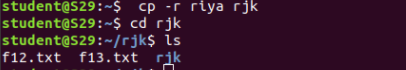 student@S29:~$ cp -r riya rjk
student@S29:~$ cd rjk
student@S29:~/rjk$ ls
f12.txt  f13.txt  rjk